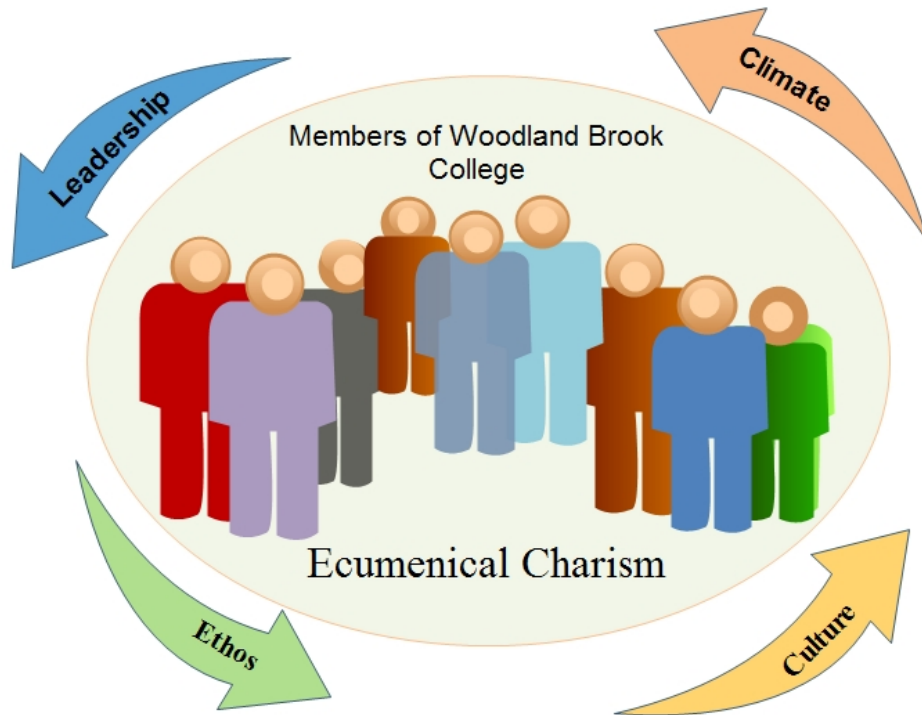 Climate
Leadership
Members of Woodland Brook
College
Ecumenical Charism
Ethos
Culture